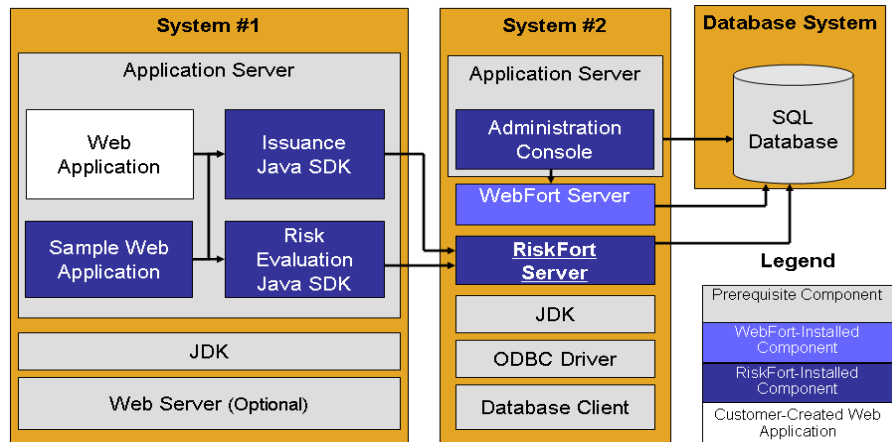 System #1
Application Server
Web
Application
Issuance
Java SDK
Sample Web
Application
Risk
Evaluation
Java SDK
JDK
Web Server (Optional)
System #2
Application Server
Administration
Console
WebFort Server
RiskFort
Server
JDK
ODBC Driver
Database Client
Database System
SQL
Database
Legend
Prerequisite Component
WebFort-Installed
Component
RiskFort-Installed
Component
Customer-Created Web
Application